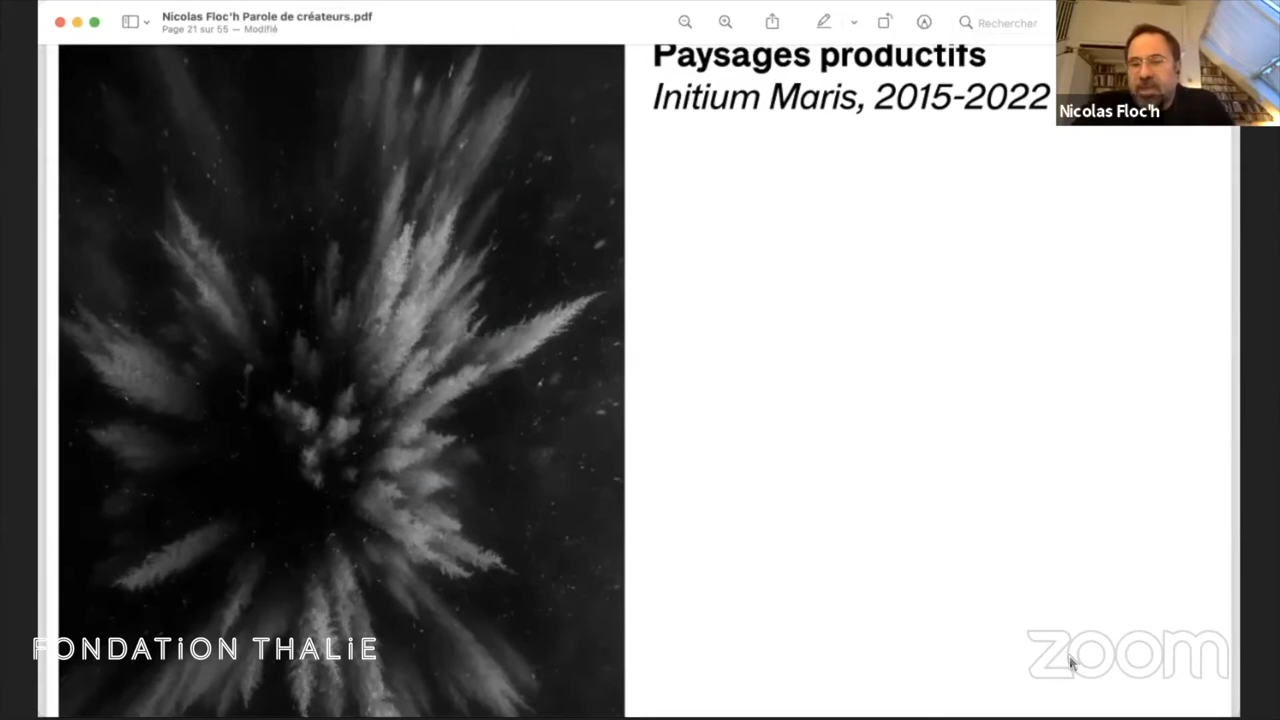 Nicolas Floc'h Parole de créateurs.pdf
Page 21 sur 55 — Modifié
Rechercher
Paysages productifs
Initium Maris, 2015-2022
Nicolas Floc'h
FONDATiON THALiE
zoom